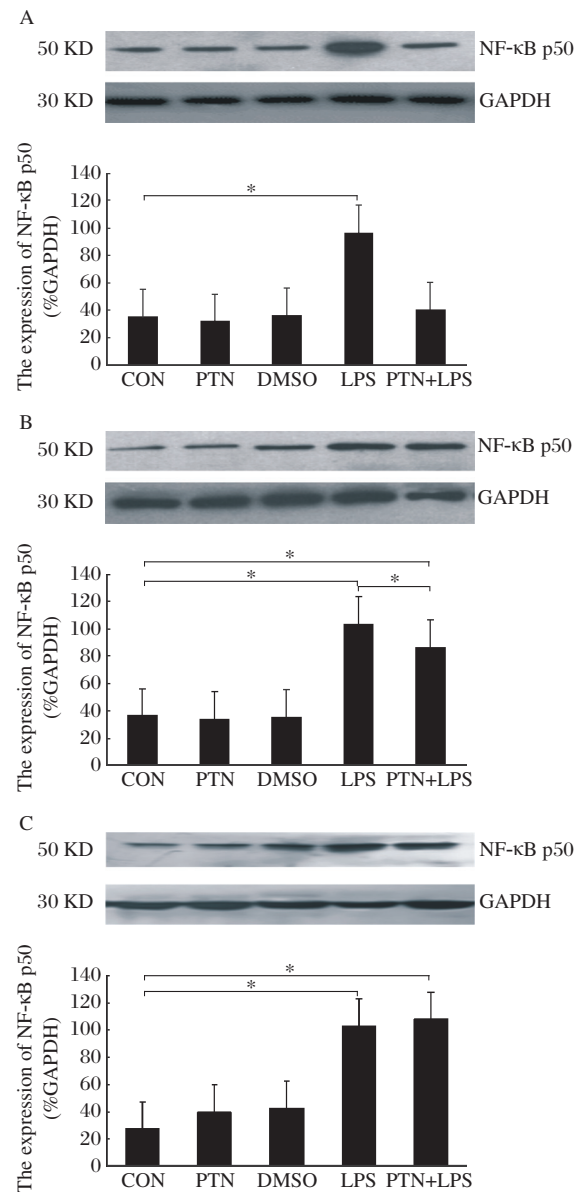 A
50 KD
NF-κB p50
30 KD
GAPDH
The expression of NF-κB p50
(%GAPDH)
140
120
100
80
60
40
20
0
*
CON PTN DMSO LPS PTN+LPS
B
50 KD
NF-κB p50
30 KD
GAPDH
The expression of NF-κB p50
(%GAPDH)
140
120
100
80
60
40
20
0
*
*
*
CON PTN DMSO LPS PTN+LPS
C
50 KD
NF-κB p50
30 KD
GAPDH
The expression of NF-κB p50
(%GAPDH)
140
120
100
80
60
40
20
0
*
*
CON PTN DMSO LPS PTN+LPS